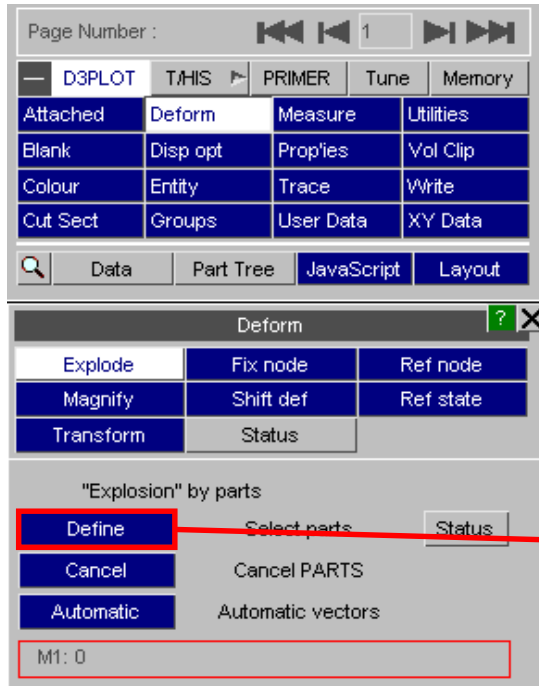 Page Number : 1
D3PLOT T/HIS PRIMER Tune Memory
Attached Deform Measure Utilities
Blank Disp opt Prop'ies Vol Clip
Colour Entity Trace Write
Cut Sect Groups User Data XY Data
Data Part Tree JavaScript Layout
Deform ? X
Explode Fix node Ref node
Magnify Shift def Ref state
Transform Status
"Explosion" by parts
Define Select parts Status
Cancel Cancel PARTS
Automatic Automatic vectors
M1: 0